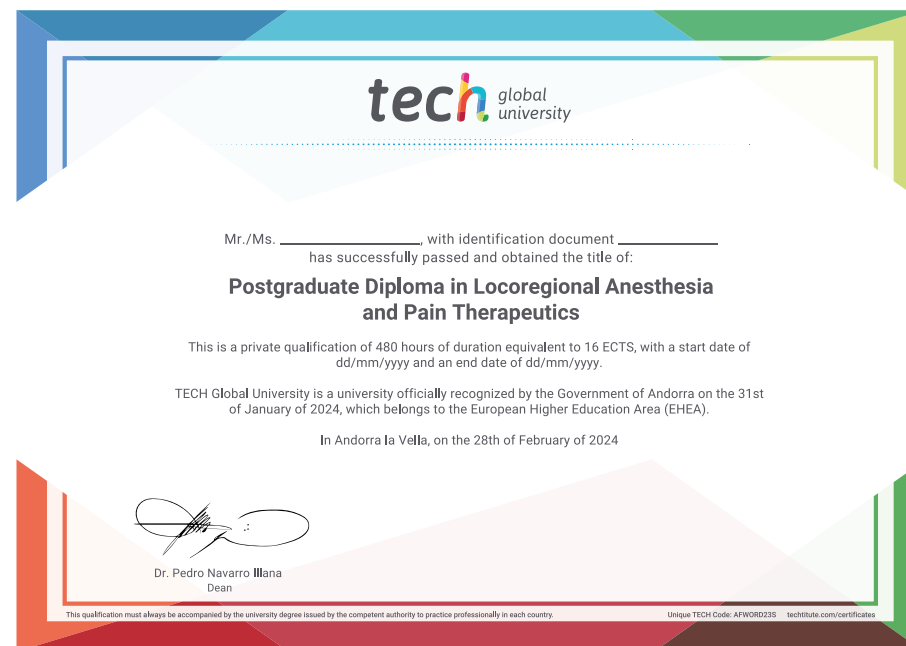 tech global university
Mr./Ms. ____________, with identification document ____________
has successfully passed and obtained the title of:
Postgraduate Diploma in Locoregional Anesthesia
and Pain Therapeutics
This is a private qualification of 480 hours of duration equivalent to 16 ECTS, with a start date of
dd/mm/yyyy and an end date of dd/mm/yyyy.
TECH Global University is a university officially recognized by the Government of Andorra on the 31st
of January of 2024, which belongs to the European Higher Education Area (EHEA).
In Andorra la Vella, on the 28th of February of 2024
Dr. Pedro Navarro Illana
Dean
This qualification must always be accompanied by the university degree issued by the competent authority to practice professionally in each country.
Unique TECH Code: AFWORD23S techtitute.com/certificates